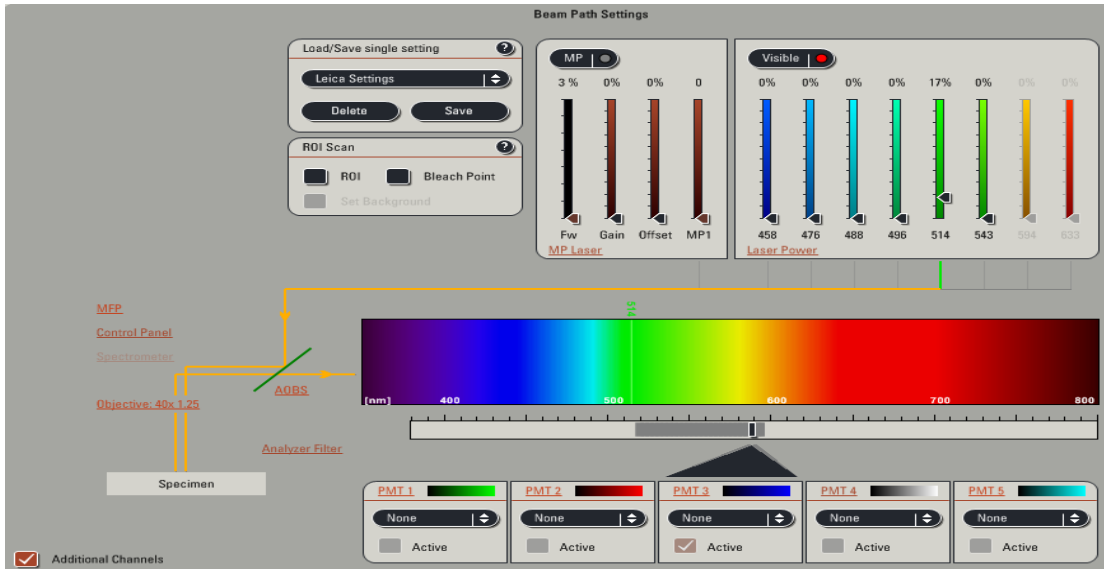 Beam Path Settings
Load/Save single setting ?
Leica Settings
Delete Save
ROI Scan ?
ROI Bleach Point
Set Background
MP
3 % 0% 0% 0
Fw Gain Offset MP1
MP Laser
Visible
0% 0% 0% 0% 17% 0% 0% 0%
458 476 488 496 514 543 594 633
Laser Power
MFP
Control Panel
Spectrometer
AOBS
Objective: 40x 1.25
Analyzer Filter
Specimen
514
[nm] 400 500 600 700 800
PMT 1 PMT 2 PMT 3 PMT 4 PMT 5
None None None None None
Active Active Active Active Active
Additional Channels